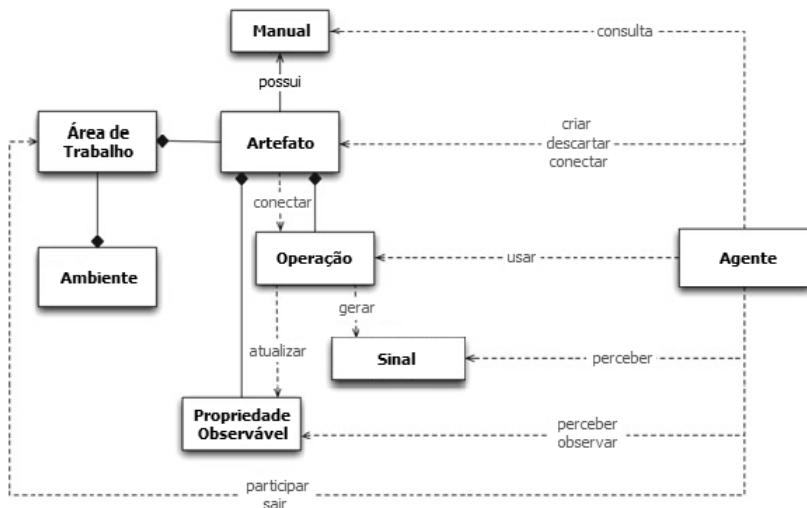 Manual
consulta
possui
Área de
Trabalho
Artefato
criar
descartar
conectar
conectar
Ambiente
Operação
usar
Agente
gerar
atualizar
Sinal
perceber
Propriedade
Observável
perceber
observar
participar
sair